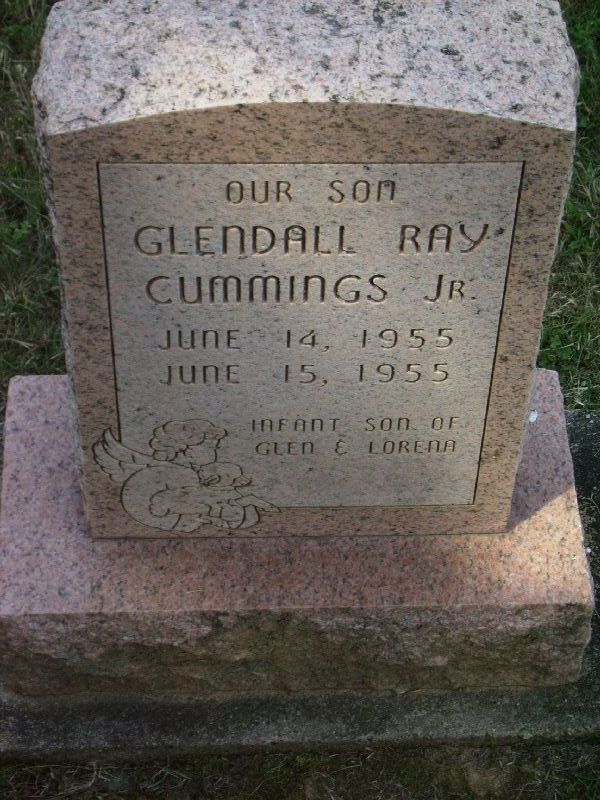 OUR SON
GLENDALL RAY
CUMMINGS JR.
JUNE 14, 1955
JUNE 15, 1955
INFANT SON OF
GLEN & LORENA